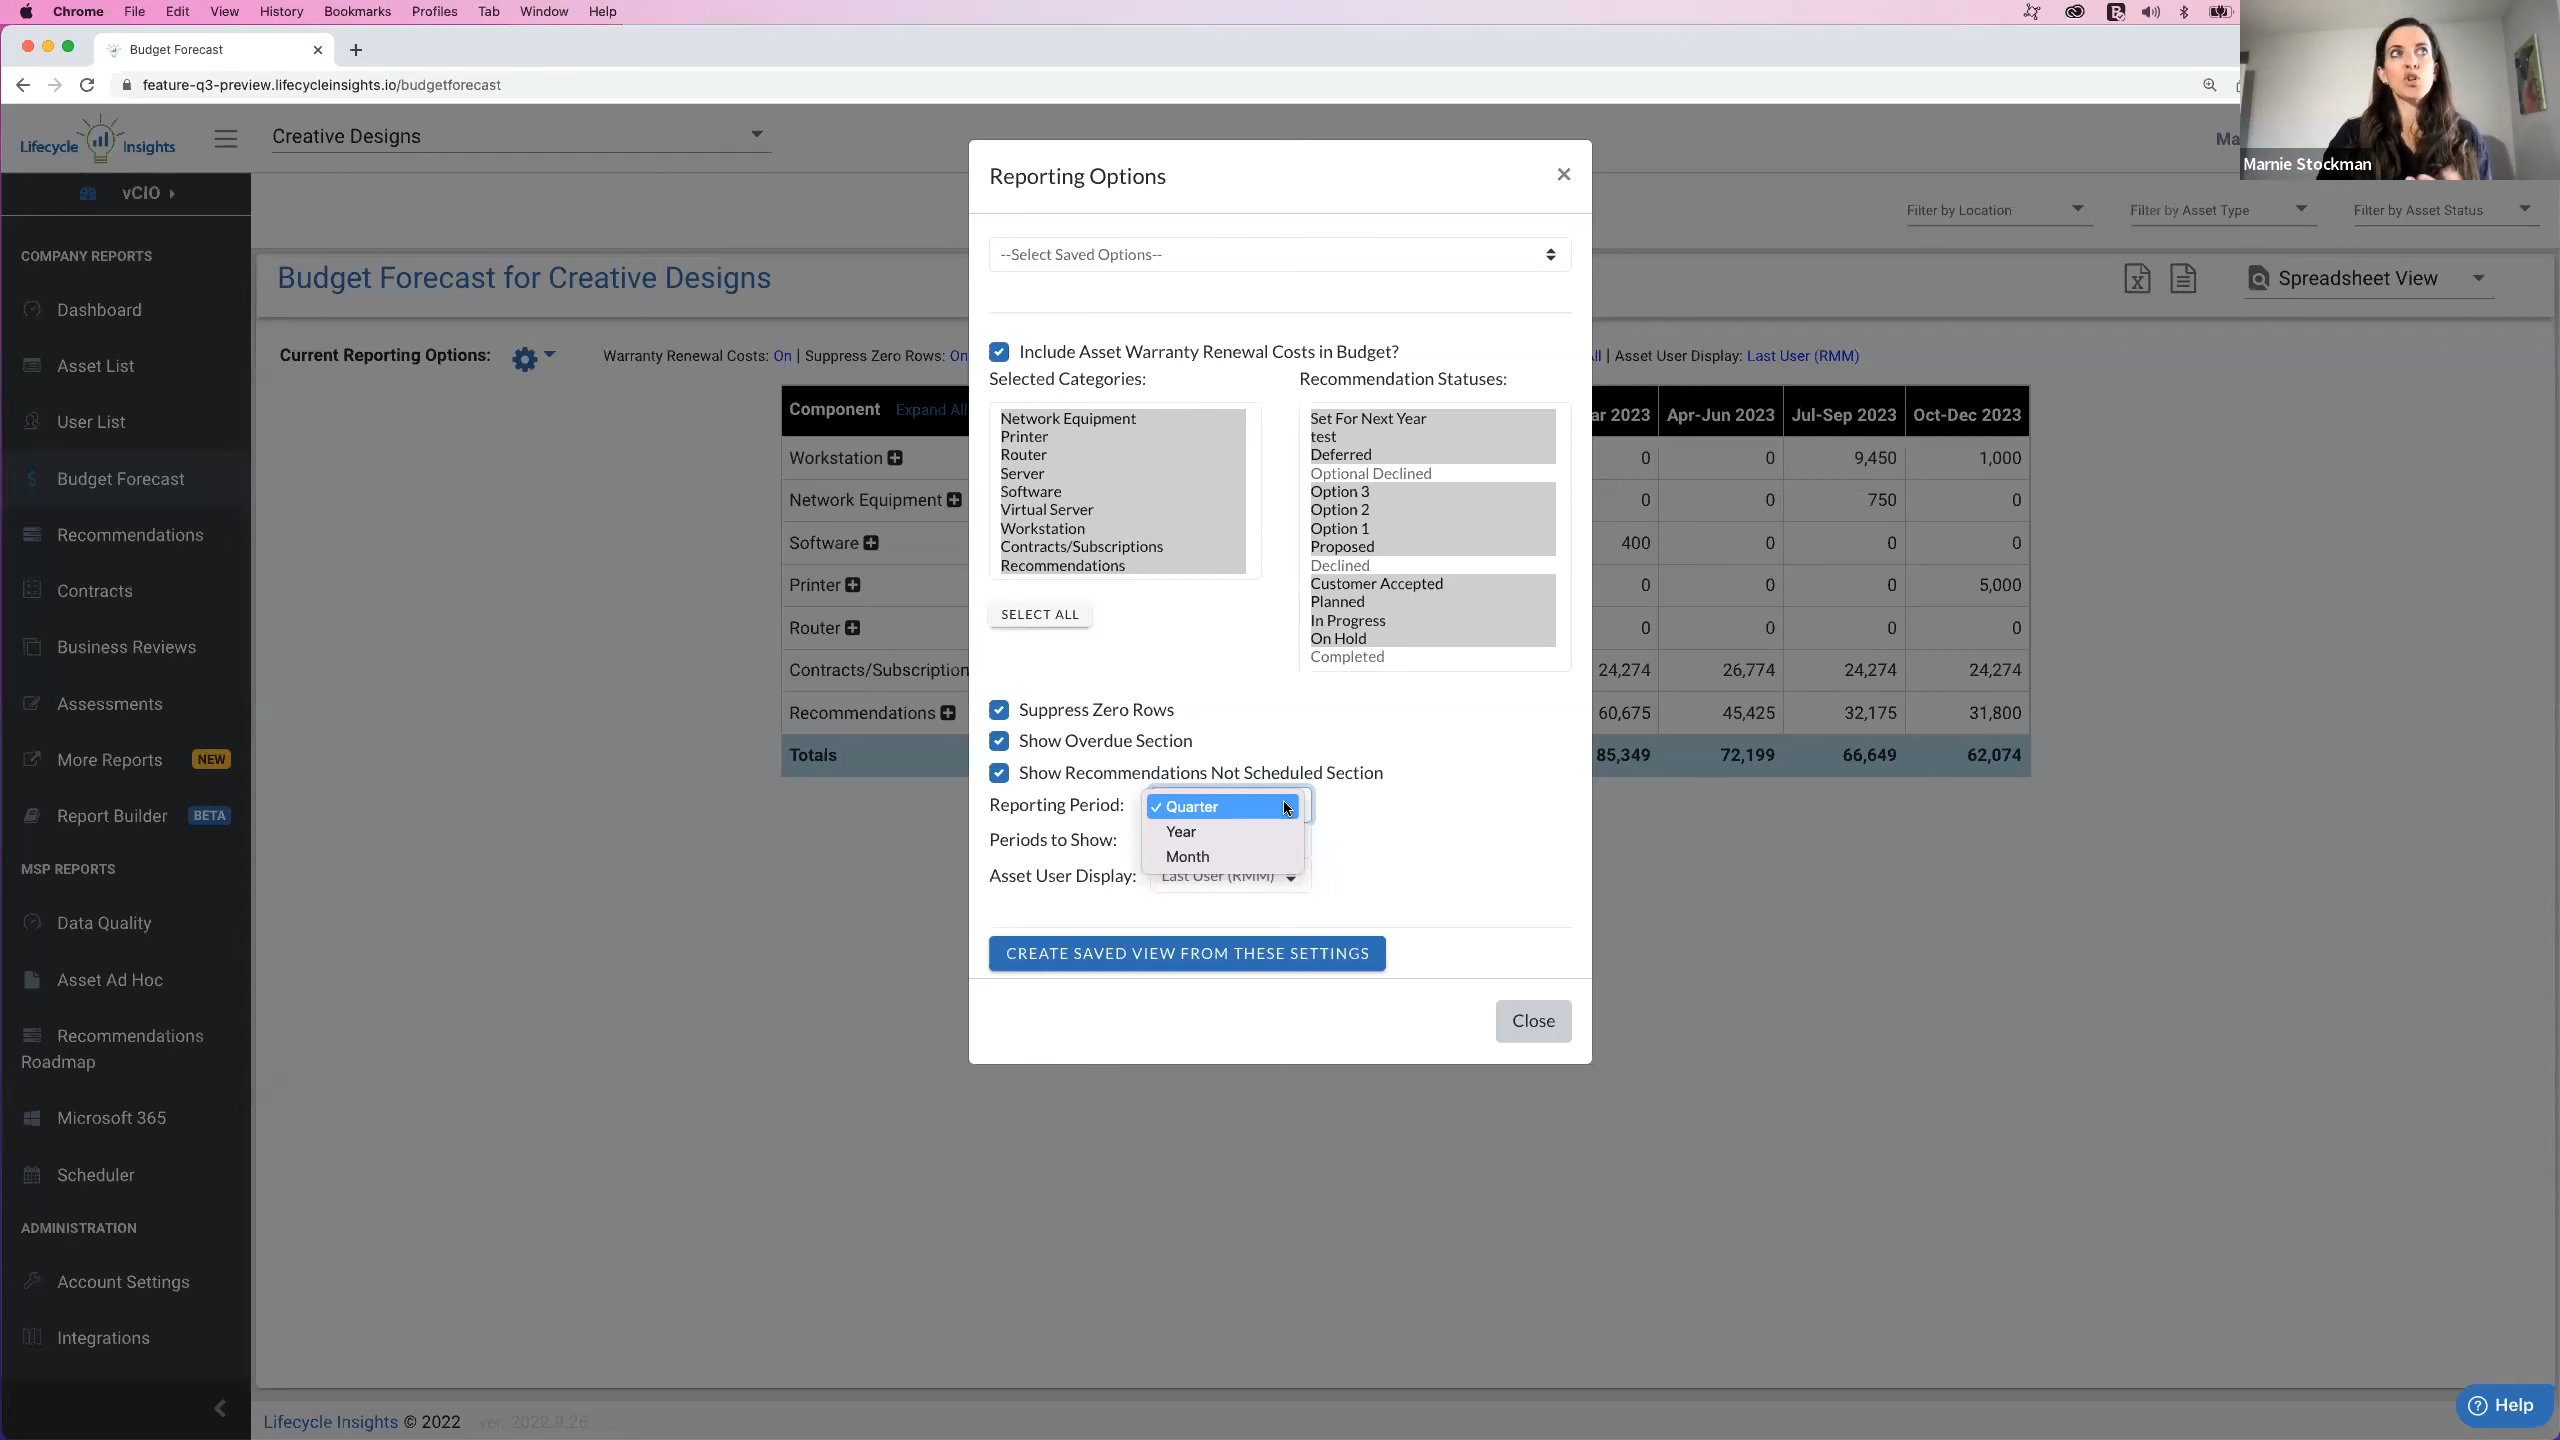 Chrome File Edit View History Bookmarks Profiles Tab Window Help
Budget Forecast
feature-q3-preview.lifecycleinsights.io/budgetforecast
Marnie Stockman
Lifecycle Insights
Creative Designs
Ma
vCIO
Filter by Location
Filter by Asset Type
Filter by Asset Status
COMPANY REPORTS
Dashboard
Asset List
User List
Budget Forecast
Recommendations
Contracts
Business Reviews
Assessments
More Reports NEW
Report Builder BETA
MSP REPORTS
Data Quality
Asset Ad Hoc
Recommendations
Roadmap
Microsoft 365
Scheduler
ADMINISTRATION
Account Settings
Integrations
Budget Forecast for Creative Designs
Spreadsheet View
Current Reporting Options:
Warranty Renewal Costs: On | Suppress Zero Rows: On
ll | Asset User Display: Last User (RMM)
Component Expand All
ar 2023 Apr-Jun 2023 Jul-Sep 2023 Oct-Dec 2023
Workstation
0 0 9,450 1,000
Network Equipment
0 0 750 0
Software
400 0 0 0
Printer
0 0 0 5,000
Router
0 0 0 0
Contracts/Subscription
24,274 26,774 24,274 24,274
Recommendations
60,675 45,425 32,175 31,800
Totals
85,349 72,199 66,649 62,074
Reporting Options
--Select Saved Options--
Include Asset Warranty Renewal Costs in Budget?
Selected Categories:
Network Equipment
Printer
Router
Server
Software
Virtual Server
Workstation
Contracts/Subscriptions
Recommendations
SELECT ALL
Recommendation Statuses:
Set For Next Year
test
Deferred
Optional Declined
Option 3
Option 2
Option 1
Proposed
Declined
Customer Accepted
Planned
In Progress
On Hold
Completed
Suppress Zero Rows
Show Overdue Section
Show Recommendations Not Scheduled Section
Reporting Period:
Quarter
Year
Month
Periods to Show:
Asset User Display: Last User (RMM)
CREATE SAVED VIEW FROM THESE SETTINGS
Close
Lifecycle Insights © 2022 ver. 2022.9.26
Help